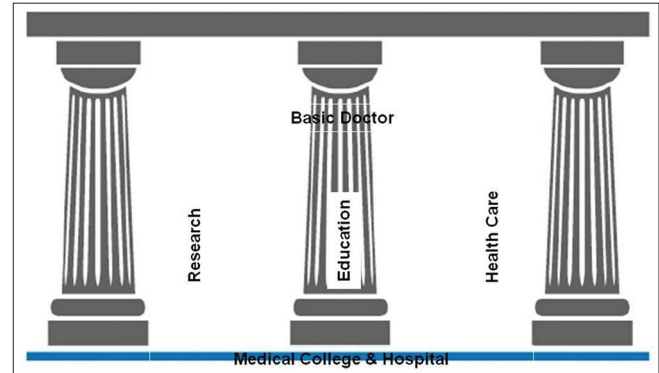 Basic Doctor
Research
Education
Health Care
Medical College & Hospital